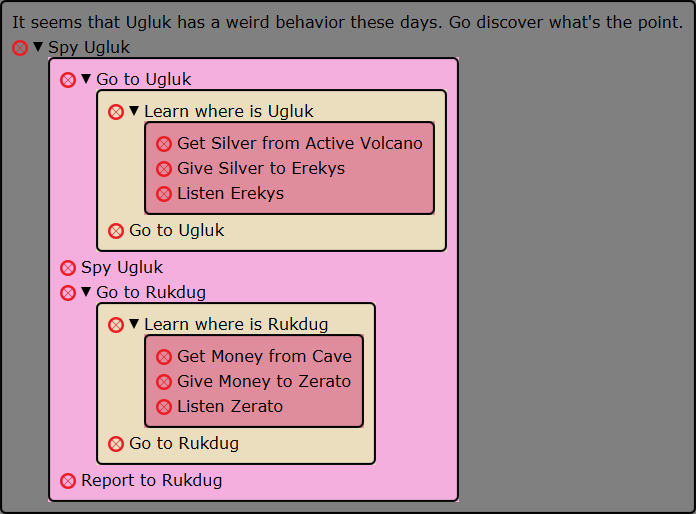 It seems that Ugluk has a weird behavior these days. Go discover what's the point.
Spy Ugluk
Go to Ugluk
Learn where is Ugluk
Get Silver from Active Volcano
Give Silver to Erekys
Listen Erekys
Go to Ugluk
Spy Ugluk
Go to Rukdug
Learn where is Rukdug
Get Money from Cave
Give Money to Zerato
Listen Zerato
Go to Rukdug
Report to Rukdug